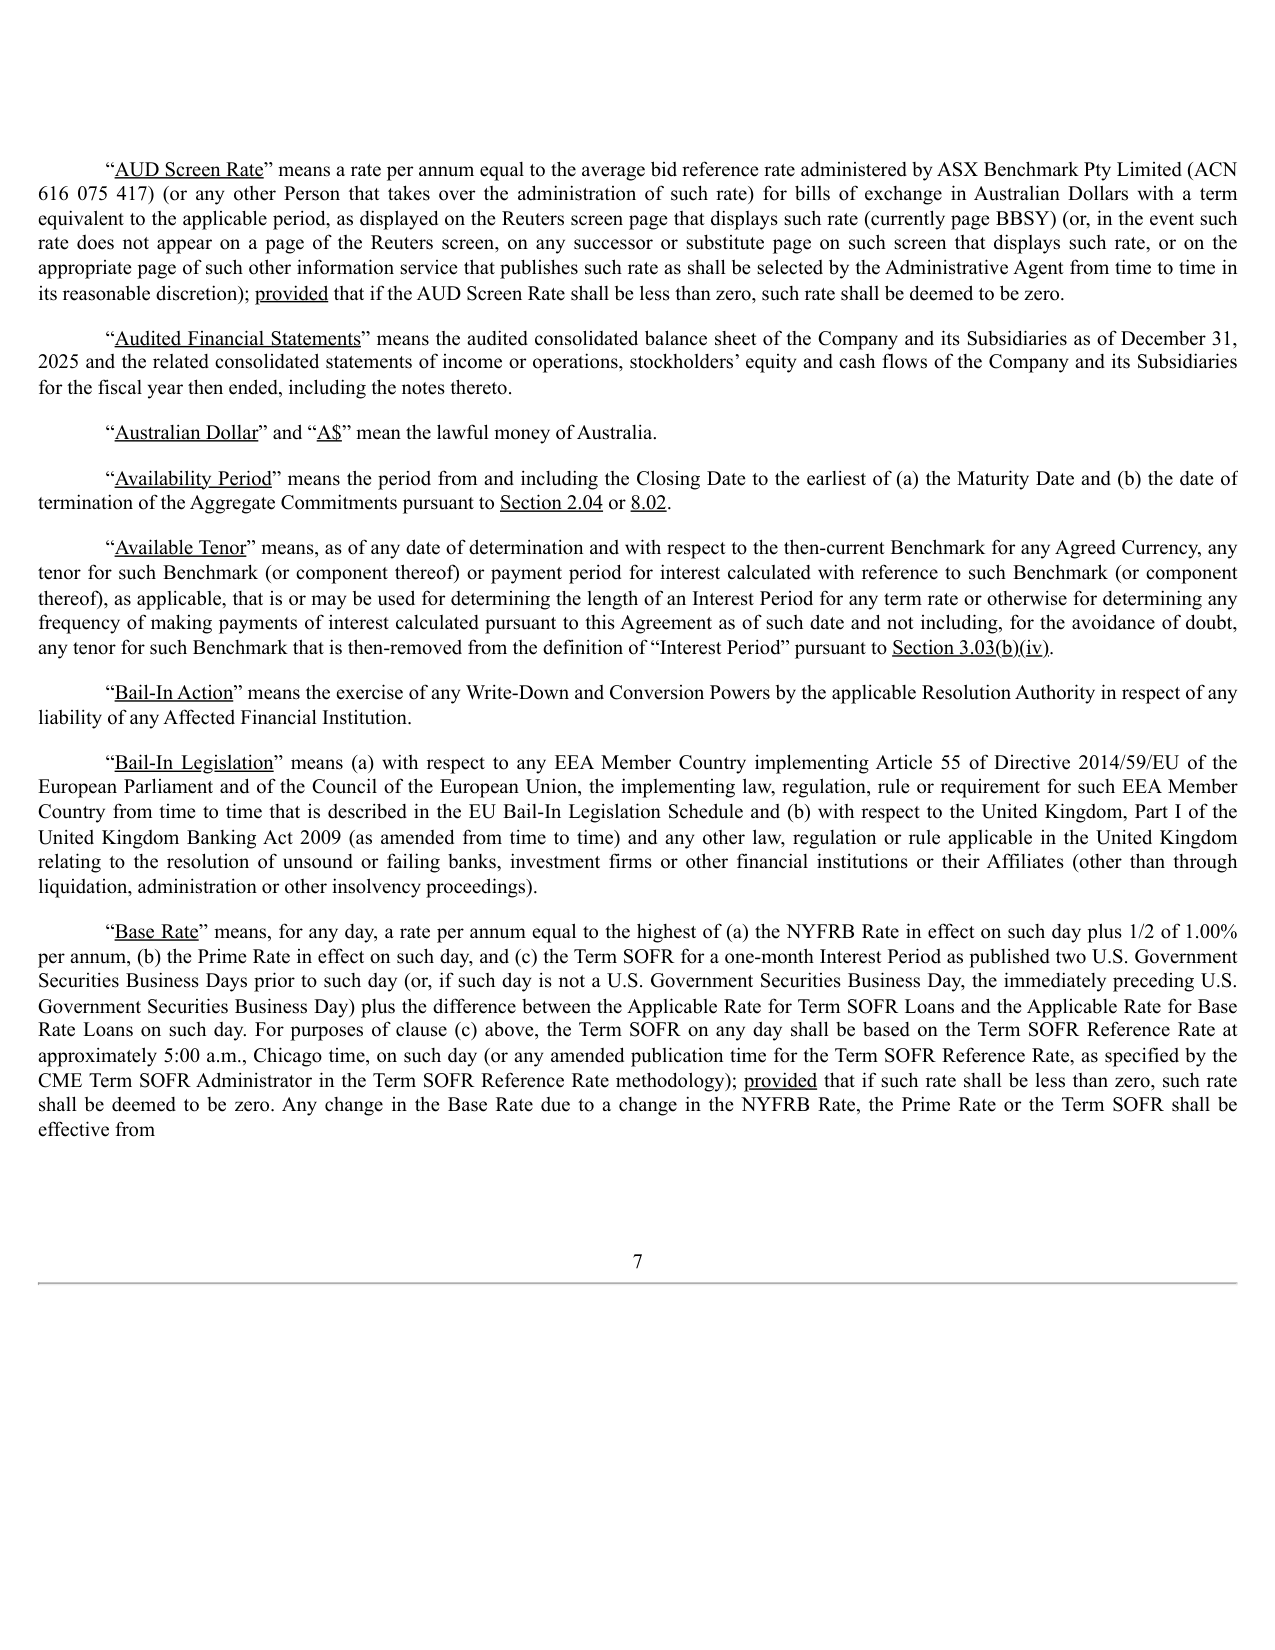 “AUD Screen Rate” means a rate per annum equal to the average bid reference rate administered by ASX Benchmark Pty Limited (ACN
616 075 417) (or any other Person that takes over the administration of such rate) for bills of exchange in Australian Dollars with a term
equivalent to the applicable period, as displayed on the Reuters screen page that displays such rate (currently page BBSY) (or, in the event such
rate does not appear on a page of the Reuters screen, on any successor or substitute page on such screen that displays such rate, or on the
appropriate page of such other information service that publishes such rate as shall be selected by the Administrative Agent from time to time in
its reasonable discretion); provided that if the AUD Screen Rate shall be less than zero, such rate shall be deemed to be zero.
“Audited Financial Statements” means the audited consolidated balance sheet of the Company and its Subsidiaries as of December 31,
2025 and the related consolidated statements of income or operations, stockholders’ equity and cash flows of the Company and its Subsidiaries
for the fiscal year then ended, including the notes thereto.
“Australian Dollar” and “A$” mean the lawful money of Australia.
“Availability Period” means the period from and including the Closing Date to the earliest of (a) the Maturity Date and (b) the date of
termination of the Aggregate Commitments pursuant to Section 2.04 or 8.02.
“Available Tenor” means, as of any date of determination and with respect to the then-current Benchmark for any Agreed Currency, any
tenor for such Benchmark (or component thereof) or payment period for interest calculated with reference to such Benchmark (or component
thereof), as applicable, that is or may be used for determining the length of an Interest Period for any term rate or otherwise for determining any
frequency of making payments of interest calculated pursuant to this Agreement as of such date and not including, for the avoidance of doubt,
any tenor for such Benchmark that is then-removed from the definition of “Interest Period” pursuant to Section 3.03(b)(iv).
“Bail-In Action” means the exercise of any Write-Down and Conversion Powers by the applicable Resolution Authority in respect of any
liability of any Affected Financial Institution.
“Bail-In Legislation” means (a) with respect to any EEA Member Country implementing Article 55 of Directive 2014/59/EU of the
European Parliament and of the Council of the European Union, the implementing law, regulation, rule or requirement for such EEA Member
Country from time to time that is described in the EU Bail-In Legislation Schedule and (b) with respect to the United Kingdom, Part I of the
United Kingdom Banking Act 2009 (as amended from time to time) and any other law, regulation or rule applicable in the United Kingdom
relating to the resolution of unsound or failing banks, investment firms or other financial institutions or their Affiliates (other than through
liquidation, administration or other insolvency proceedings).
“Base Rate” means, for any day, a rate per annum equal to the highest of (a) the NYFRB Rate in effect on such day plus 1/2 of 1.00%
per annum, (b) the Prime Rate in effect on such day, and (c) the Term SOFR for a one-month Interest Period as published two U.S. Government
Securities Business Days prior to such day (or, if such day is not a U.S. Government Securities Business Day, the immediately preceding U.S.
Government Securities Business Day) plus the difference between the Applicable Rate for Term SOFR Loans and the Applicable Rate for Base
Rate Loans on such day. For purposes of clause (c) above, the Term SOFR on any day shall be based on the Term SOFR Reference Rate at
approximately 5:00 a.m., Chicago time, on such day (or any amended publication time for the Term SOFR Reference Rate, as specified by the
CME Term SOFR Administrator in the Term SOFR Reference Rate methodology); provided that if such rate shall be less than zero, such rate
shall be deemed to be zero. Any change in the Base Rate due to a change in the NYFRB Rate, the Prime Rate or the Term SOFR shall be
effective from
7